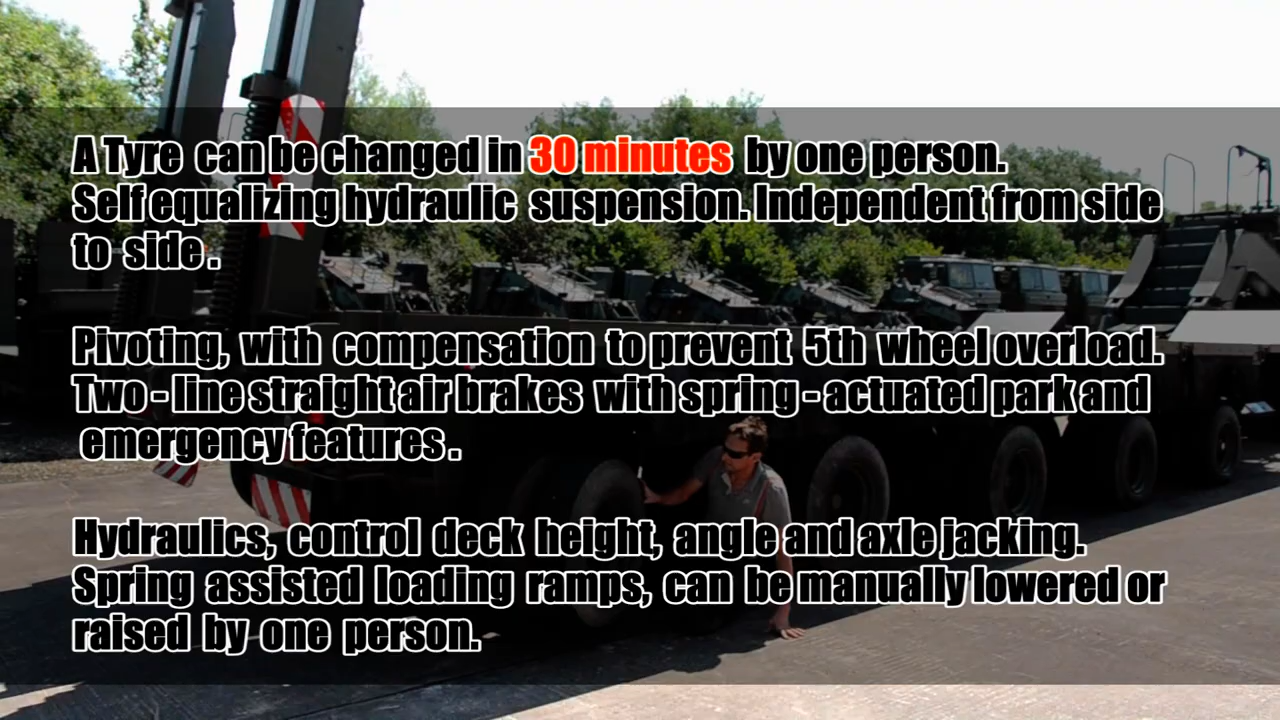 A Tyre can be changed in 30 minutes by one person.
Self equalizing hydraulic suspension. Independent from side
to side.
Pivoting, with compensation to prevent 5th wheel overload.
Two - line straight air brakes with spring - actuated park and
emergency features.
Hydraulics, control deck height, angle and axle jacking.
Spring assisted loading ramps, can be manually lowered or
raised by one person.